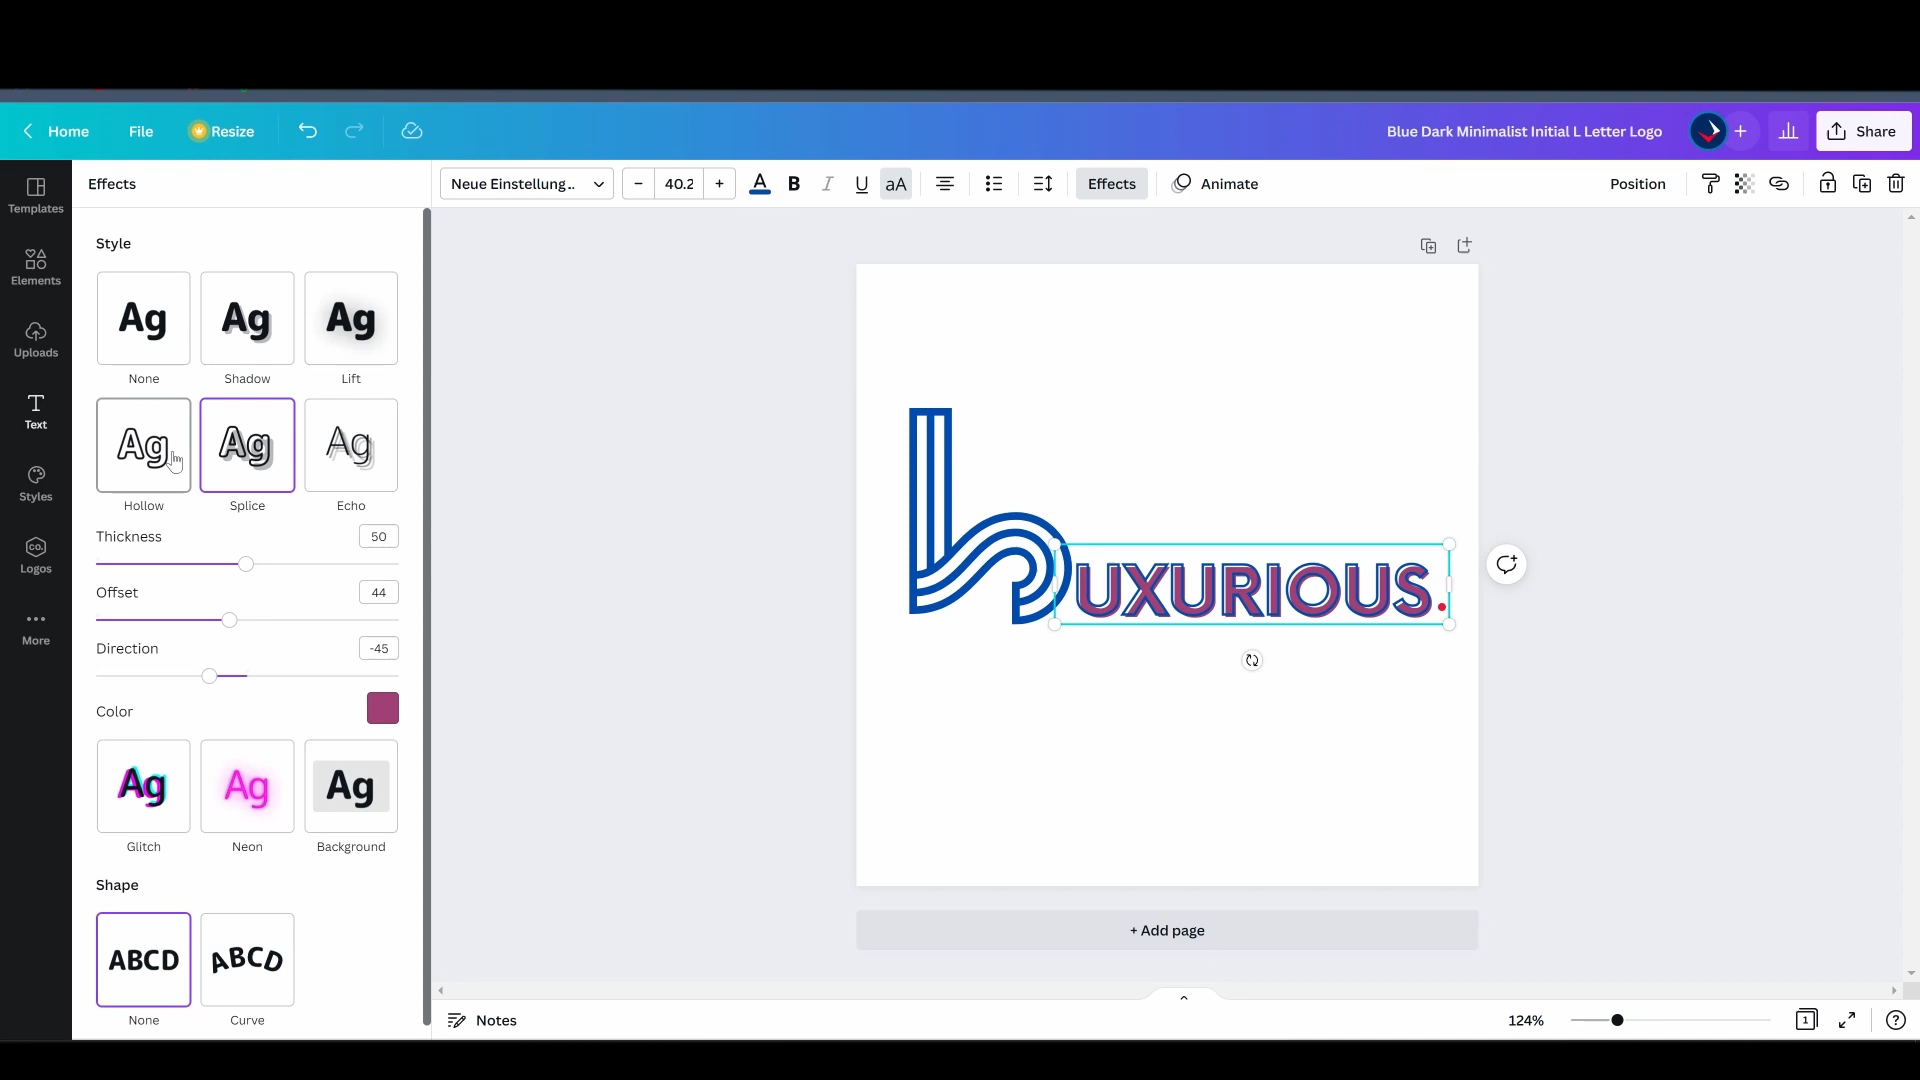 Home File Resize Blue Dark Minimalist Initial L Letter Logo Share
Templates
Elements
Uploads
Text
Styles
CO.
Logos
More
Effects
Neue Einstellung... 40.2 A B I U aA Effects Animate Position
Style
Ag Ag Ag
None Shadow Lift
Ag Ag Ag
Hollow Splice Echo
Thickness 50
Offset 44
Direction -45
Color
Ag Ag Ag
Glitch Neon Background
Shape
ABCD ABCD
None Curve
UXURIOUS.
+ Add page
Notes 124% 1 ?